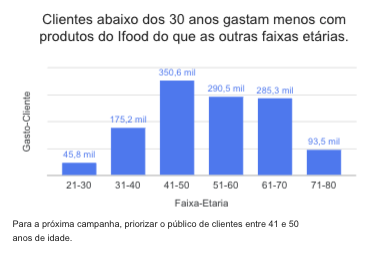 Clientes abaixo dos 30 anos gastam menos com
produtos do Ifood do que as outras faixas etárias.
350,6 mil
290,5 mil
285,3 mil
175,2 mil
93,5 mil
45,8 mil
Gasto-Cliente
21-30 31-40 41-50 51-60 61-70 71-80
Faixa-Etaria
Para a próxima campanha, priorizar o público de clientes entre 41 e 50
anos de idade.